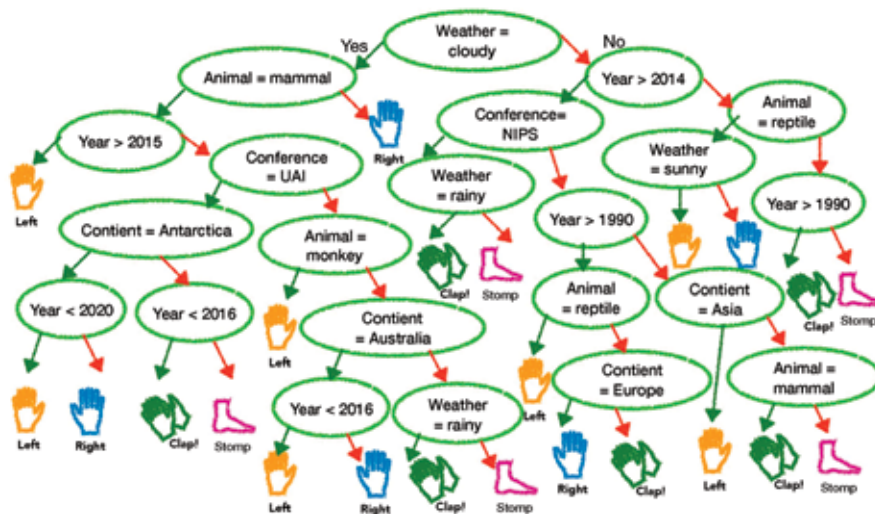 Weather =
cloudy
Yes
No
Animal = mammal
Year > 2014
Animal
= reptile
Conference=
NIPS
Year > 2015
Right
Conference
= UAI
Weather
= sunny
Weather
= rainy
Left
Year > 1990
Year > 1990
Contient = Antarctica
Animal =
monkey
Clap!
Stomp
Animal
= reptile
Contient
= Asia
Clap!
Stomp
Year < 2020
Year < 2016
Contient
= Australia
Left
Contient
= Europe
Animal =
mammal
Left
Left
Right
Clap!
Stomp
Year < 2016
Weather
= rainy
Left
Right
Clap!
Stomp
Right
Clap!
Left
Clap!
Stomp